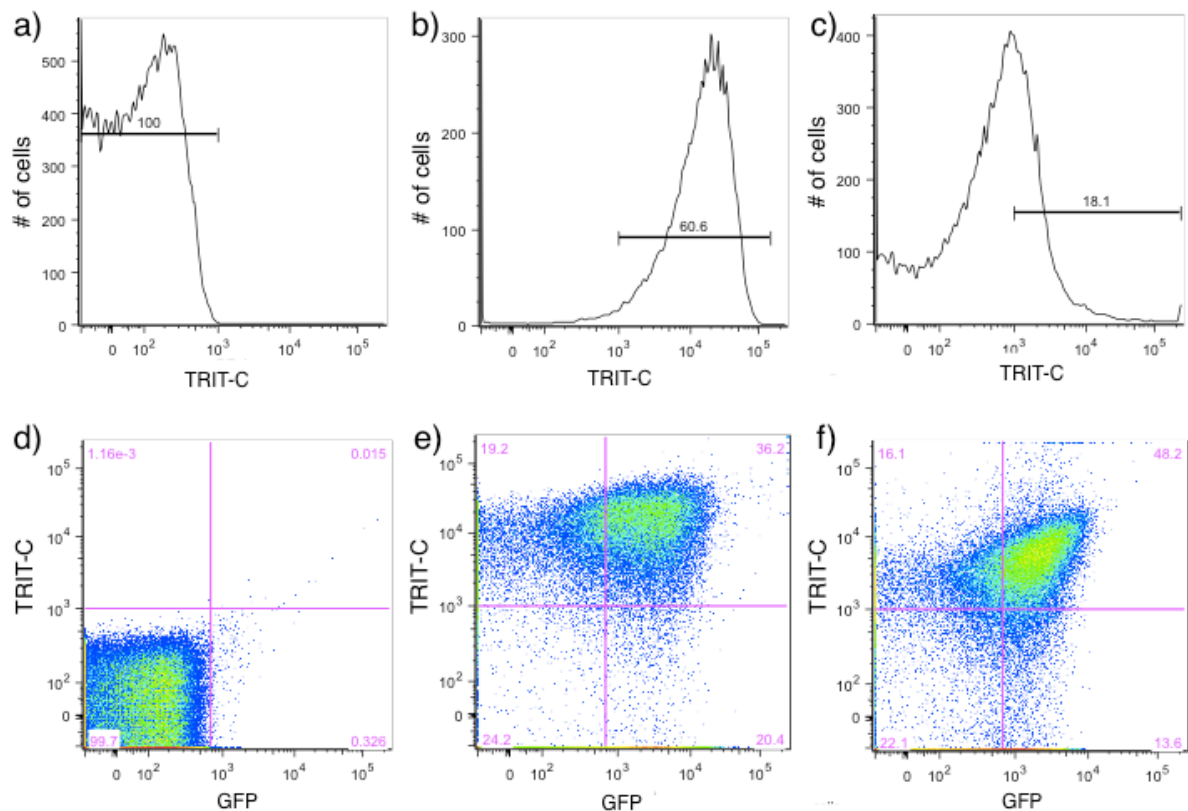 a)
# of cells
500
400
300
200
100
0
100
0 10² 10³ 10⁴ 10⁵
TRIT-C
b)
# of cells
300
200
100
0
60.6
0 10² 10³ 10⁴ 10⁵
TRIT-C
c)
# of cells
400
300
200
100
0
18.1
0 10² 10³ 10⁴ 10⁵
TRIT-C
d)
TRIT-C
1.16e-3 0.015
10⁵
10⁴
10³
10²
0
99.7 0.326
0 10² 10³ 10⁴ 10⁵
GFP
e)
TRIT-C
19.2 36.2
10⁵
10⁴
10³
10²
0
24.2 20.4
0 10² 10³ 10⁴ 10⁵
GFP
f)
TRIT-C
16.1 48.2
10⁵
10⁴
10³
10²
0
22.1 13.6
0 10² 10³ 10⁴ 10⁵
GFP